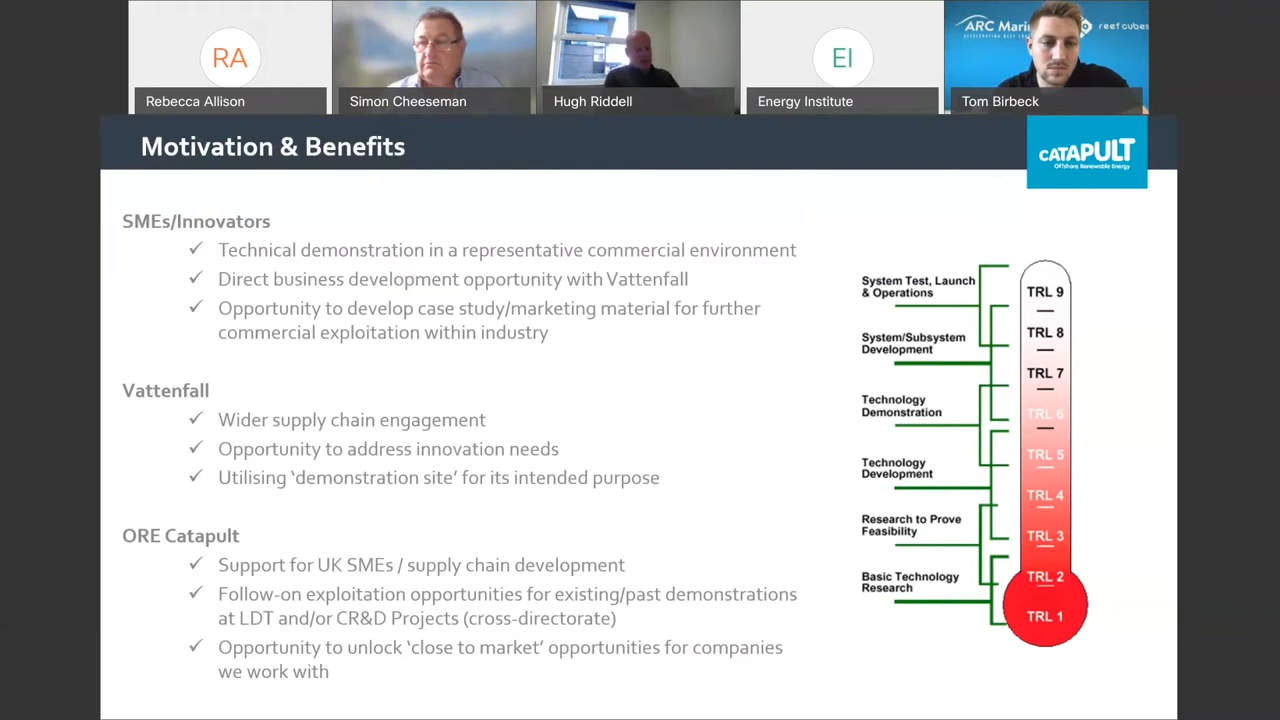 RA
EI
ARC Mari
reef cubes
Rebecca Allison
Simon Cheeseman
Hugh Riddell
Energy Institute
Tom Birbeck
Motivation & Benefits
CATAPULT
Offshore Renewable Energy
SMEs/Innovators
✓ Technical demonstration in a representative commercial environment
✓ Direct business development opportunity with Vattenfall
✓ Opportunity to develop case study/marketing material for further
commercial exploitation within industry
Vattenfall
✓ Wider supply chain engagement
✓ Opportunity to address innovation needs
✓ Utilising ‘demonstration site’ for its intended purpose
ORE Catapult
✓ Support for UK SMEs / supply chain development
✓ Follow-on exploitation opportunities for existing/past demonstrations
at LDT and/or CR&D Projects (cross-directorate)
✓ Opportunity to unlock ‘close to market’ opportunities for companies
we work with
System Test, Launch
& Operations
System/Subsystem
Development
Technology
Demonstration
Technology
Development
Research to Prove
Feasibility
Basic Technology
Research
TRL 9
TRL 8
TRL 7
TRL 6
TRL 5
TRL 4
TRL 3
TRL 2
TRL 1